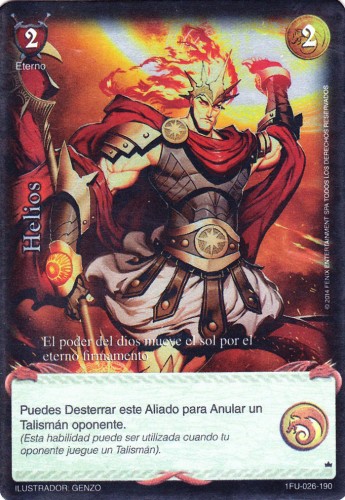 2
2
Eterno
Helios
© 2014 FENIX ENTERTAINMENT SPA TODOS LOS DERECHOS RESERVADOS
El poder del dios mueve el sol por el
eterno firmamento
Puedes Desterrar este Aliado para Anular un
Talismán oponente.
(Esta habilidad puede ser utilizada cuando tu
oponente juegue un Talismán).
ILUSTRADOR: GENZO
1FU-026-190